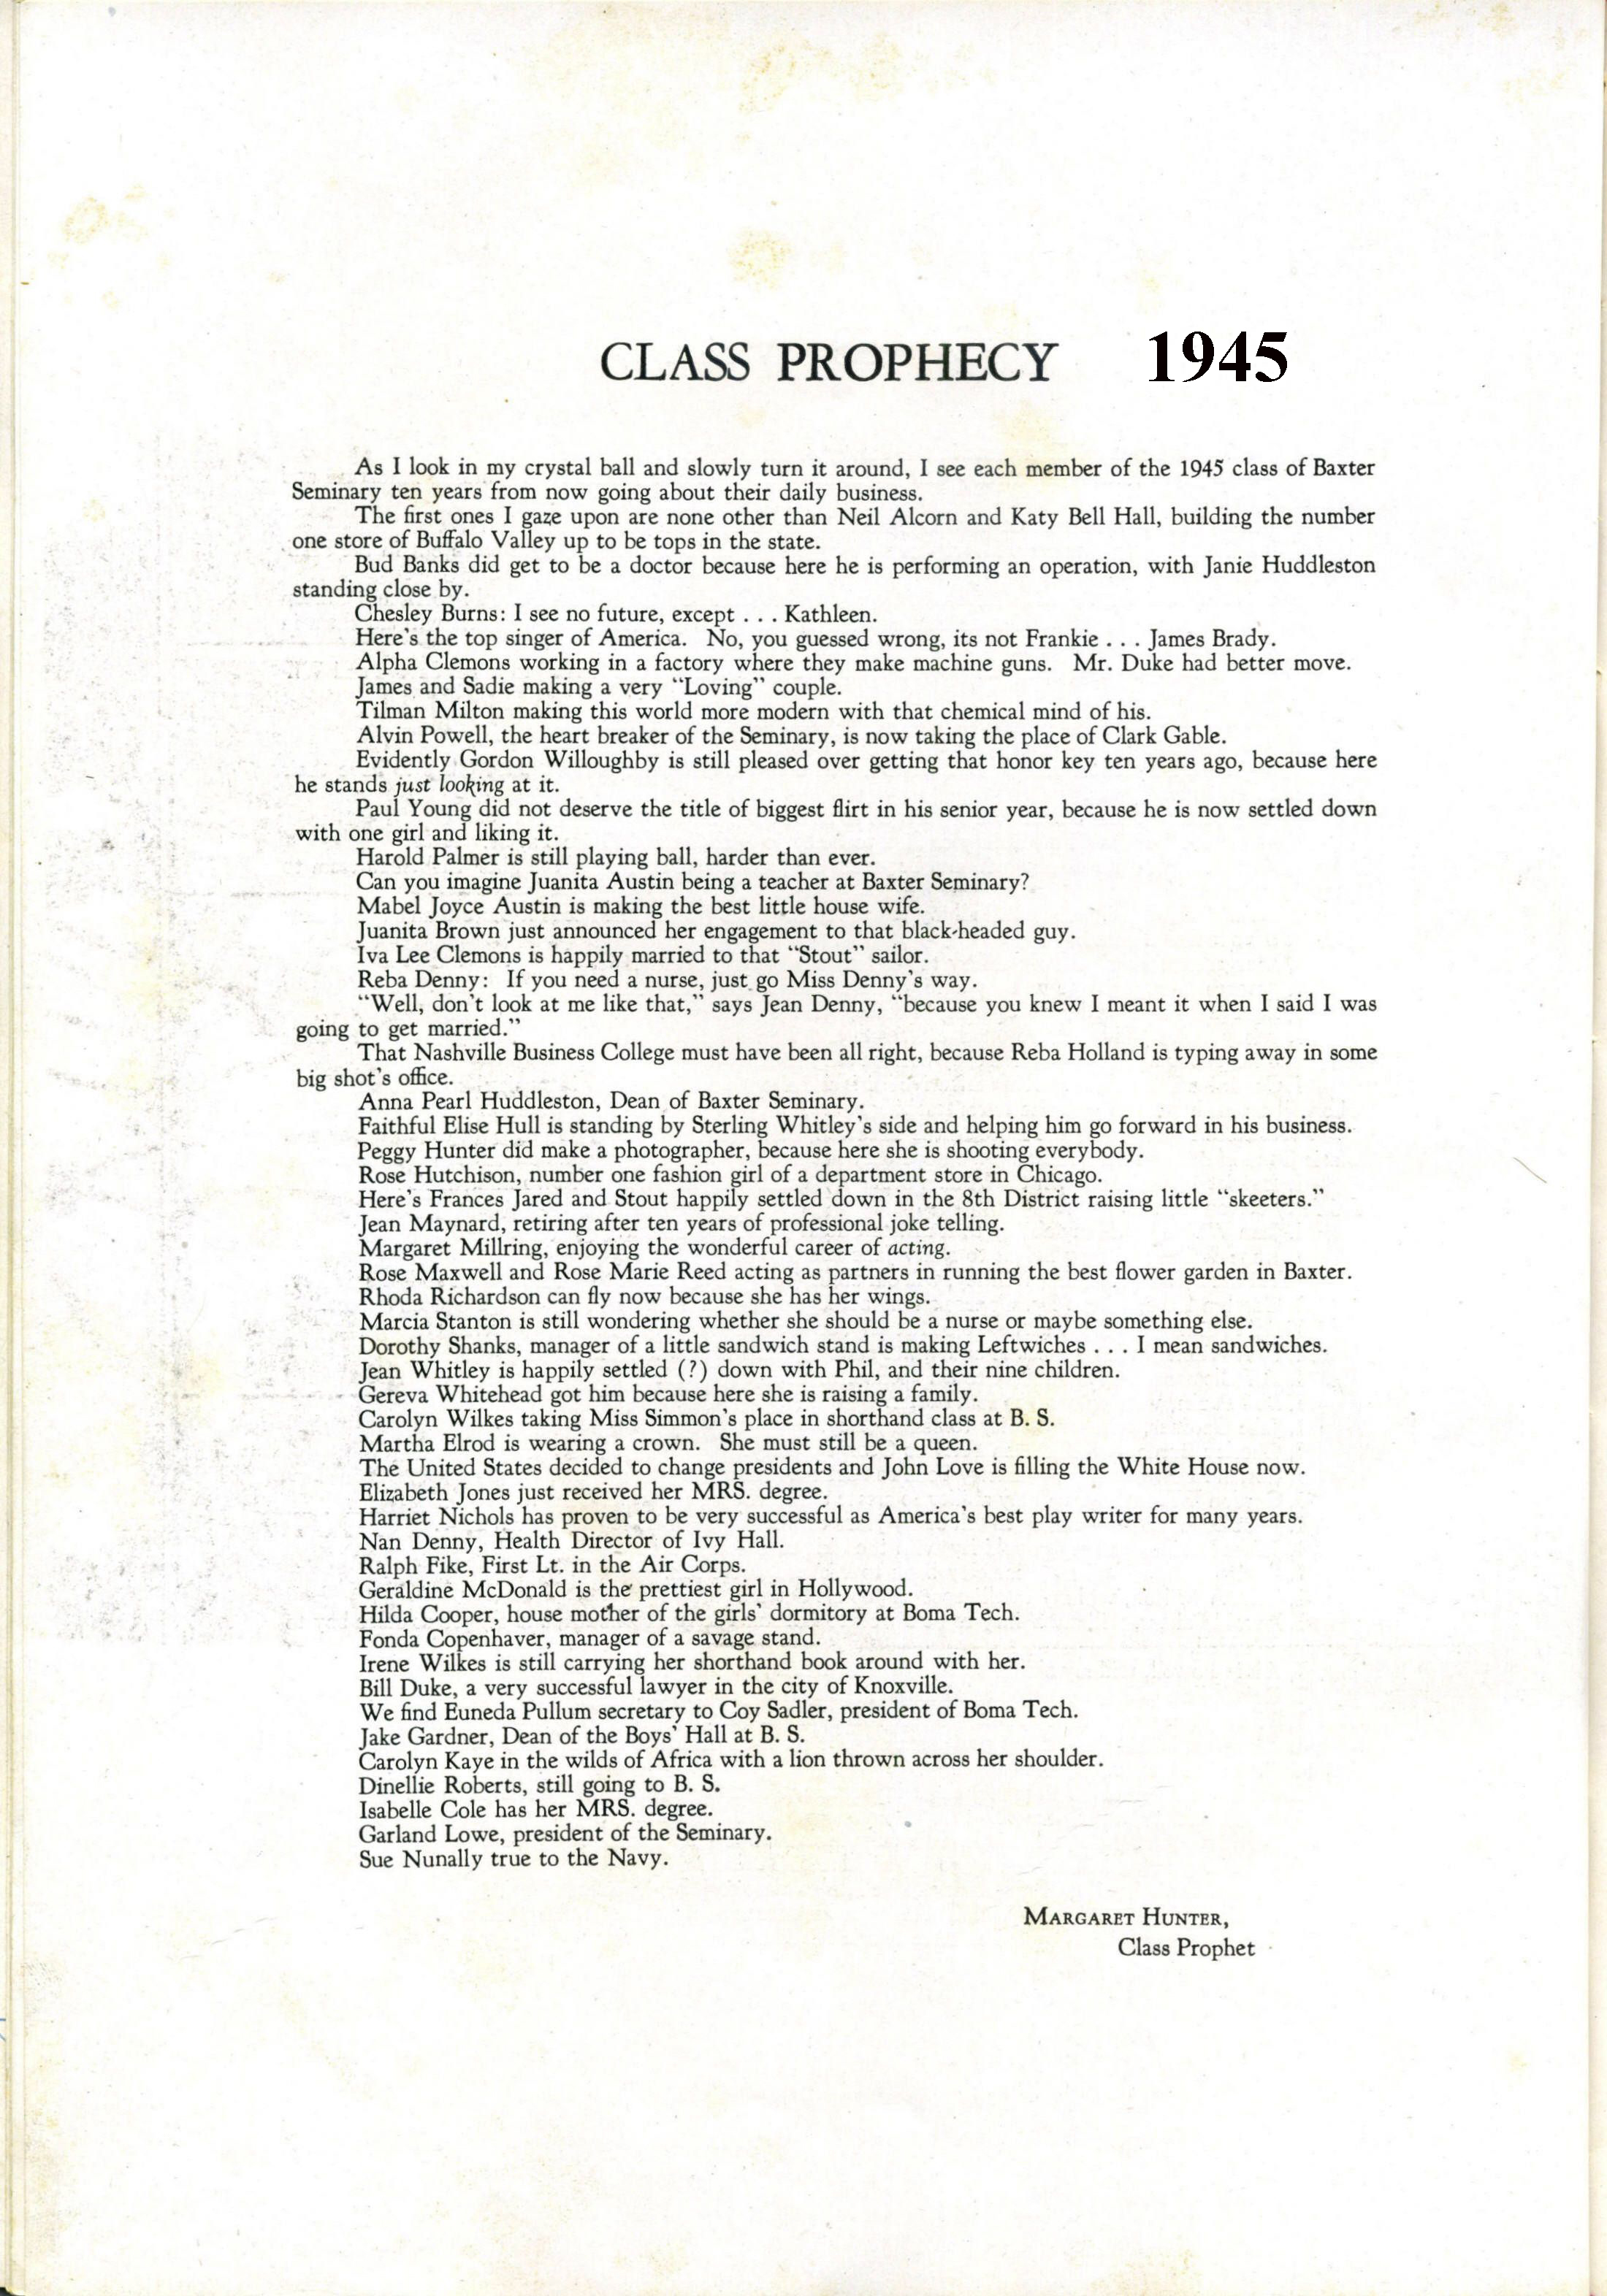 CLASS PROPHECY 1945
As I look in my crystal ball and slowly turn it around, I see each member of the 1945 class of Baxter
Seminary ten years from now going about their daily business.
The first ones I gaze upon are none other than Neil Alcorn and Katy Bell Hall, building the number
one store of Buffalo Valley up to be tops in the state.
Bud Banks did get to be a doctor because here he is performing an operation, with Janie Huddleston
standing close by.
Chesley Burns: I see no future, except . . . Kathleen.
Here's the top singer of America. No, you guessed wrong, its not Frankie . . . James Brady.
Alpha Clemons working in a factory where they make machine guns. Mr. Duke had better move.
James and Sadie making a very "Loving" couple.
Tilman Milton making this world more modern with that chemical mind of his.
Alvin Powell, the heart breaker of the Seminary, is now taking the place of Clark Gable.
Evidently Gordon Willoughby is still pleased over getting that honor key ten years ago, because here
he stands just looking at it.
Paul Young did not deserve the title of biggest flirt in his senior year, because he is now settled down
with one girl and liking it.
Harold Palmer is still playing ball, harder than ever.
Can you imagine Juanita Austin being a teacher at Baxter Seminary?
Mabel Joyce Austin is making the best little house wife.
Juanita Brown just announced her engagement to that black-headed guy.
Iva Lee Clemons is happily married to that "Stout" sailor.
Reba Denny: If you need a nurse, just go Miss Denny's way.
"Well, don't look at me like that," says Jean Denny, "because you knew I meant it when I said I was
going to get married."
That Nashville Business College must have been all right, because Reba Holland is typing away in some
big shot's office.
Anna Pearl Huddleston, Dean of Baxter Seminary.
Faithful Elise Hull is standing by Sterling Whitley's side and helping him go forward in his business.
Peggy Hunter did make a photographer, because here she is shooting everybody.
Rose Hutchison, number one fashion girl of a department store in Chicago.
Here's Frances Jared and Stout happily settled down in the 8th District raising little "skeeters."
Jean Maynard, retiring after ten years of professional joke telling.
Margaret Millring, enjoying the wonderful career of acting.
Rose Maxwell and Rose Marie Reed acting as partners in running the best flower garden in Baxter.
Rhoda Richardson can fly now because she has her wings.
Marcia Stanton is still wondering whether she should be a nurse or maybe something else.
Dorothy Shanks, manager of a little sandwich stand is making Leftwiches . . . I mean sandwiches.
Jean Whitley is happily settled (?) down with Phil, and their nine children.
Gereva Whitehead got him because here she is raising a family.
Carolyn Wilkes taking Miss Simmon's place in shorthand class at B. S.
Martha Elrod is wearing a crown. She must still be a queen.
The United States decided to change presidents and John Love is filling the White House now.
Elizabeth Jones just received her MRS. degree.
Harriet Nichols has proven to be very successful as America's best play writer for many years.
Nan Denny, Health Director of Ivy Hall.
Ralph Fike, First Lt. in the Air Corps.
Geraldine McDonald is the prettiest girl in Hollywood.
Hilda Cooper, house mother of the girls' dormitory at Boma Tech.
Fonda Copenhaver, manager of a savage stand.
Irene Wilkes is still carrying her shorthand book around with her.
Bill Duke, a very successful lawyer in the city of Knoxville.
We find Euneda Pullum secretary to Coy Sadler, president of Boma Tech.
Jake Gardner, Dean of the Boys' Hall at B. S.
Carolyn Kaye in the wilds of Africa with a lion thrown across her shoulder.
Dinellie Roberts, still going to B. S.
Isabelle Cole has her MRS. degree.
Garland Lowe, president of the Seminary.
Sue Nunally true to the Navy.
MARGARET HUNTER,
Class Prophet